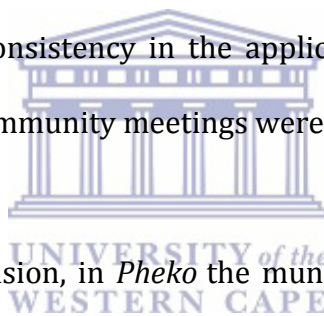 onsistency in the applic
mmunity meetings were
sion, in Pheko the mun
UNIVERSITY of the
WESTERN CAPE